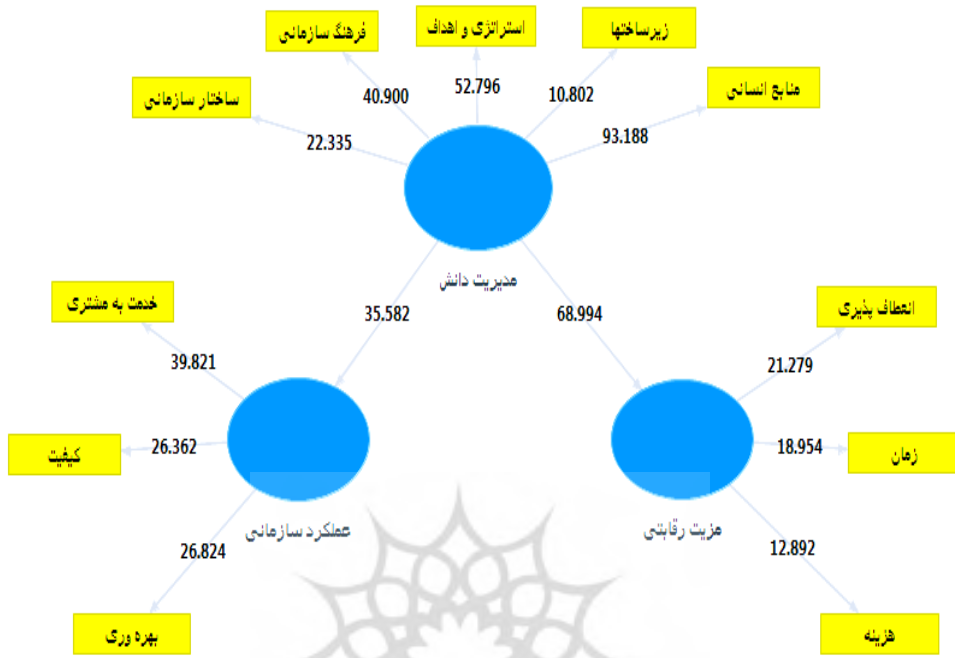 زیرساختها
استراتژی و اهداف
فرهنگ سازمانی
منابع انسانی
ساختار سازمانی
10.802
52.796
40.900
93.188
22.335
مدیریت دانش
68.994
35.582
انعطاف پذیری
خدمت به مشتری
21.279
39.821
زمان
18.954
26.362
کیفیت
مزیت رقابتی
عملکرد سازمانی
12.892
26.824
هزینه
بهره وری